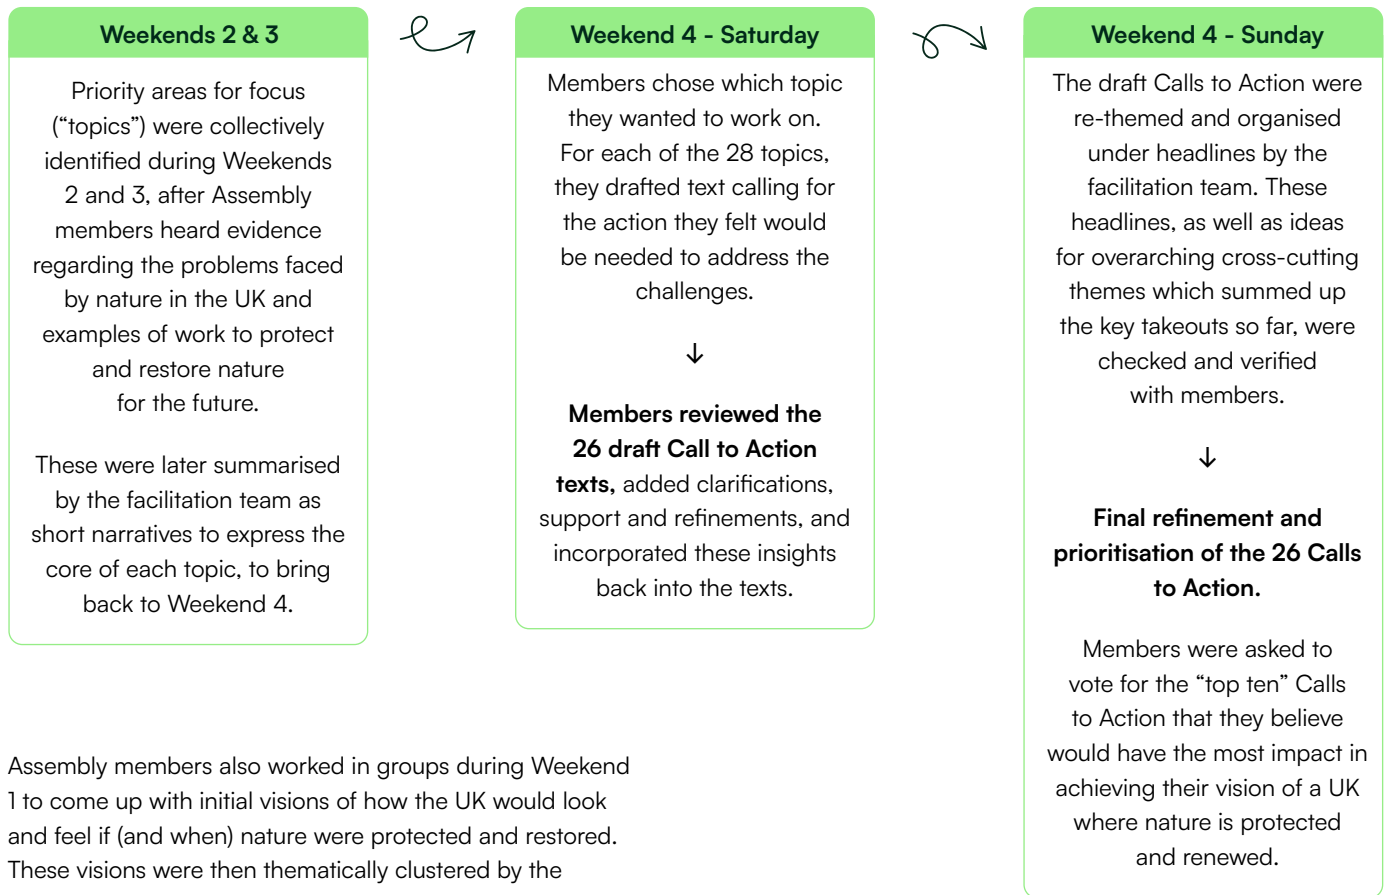 Weekends 2 & 3
Priority areas for focus
(“topics”) were collectively
identified during Weekends
2 and 3, after Assembly
members heard evidence
regarding the problems faced
by nature in the UK and
examples of work to protect
and restore nature
for the future.
These were later summarised
by the facilitation team as
short narratives to express the
core of each topic, to bring
back to Weekend 4.
Weekend 4 - Saturday
Members chose which topic
they wanted to work on.
For each of the 28 topics,
they drafted text calling for
the action they felt would
be needed to address the
challenges.
↓
Members reviewed the
26 draft Call to Action
texts, added clarifications,
support and refinements, and
incorporated these insights
back into the texts.
Weekend 4 - Sunday
The draft Calls to Action were
re-themed and organised
under headlines by the
facilitation team. These
headlines, as well as ideas
for overarching cross-cutting
themes which summed up
the key takeouts so far, were
checked and verified
with members.
↓
Final refinement and
prioritisation of the 26 Calls
to Action.
Members were asked to
vote for the “top ten” Calls
to Action that they believe
would have the most impact in
achieving their vision of a UK
where nature is protected
and renewed.
Assembly members also worked in groups during Weekend
1 to come up with initial visions of how the UK would look
and feel if (and when) nature were protected and restored.
These visions were then thematically clustered by the